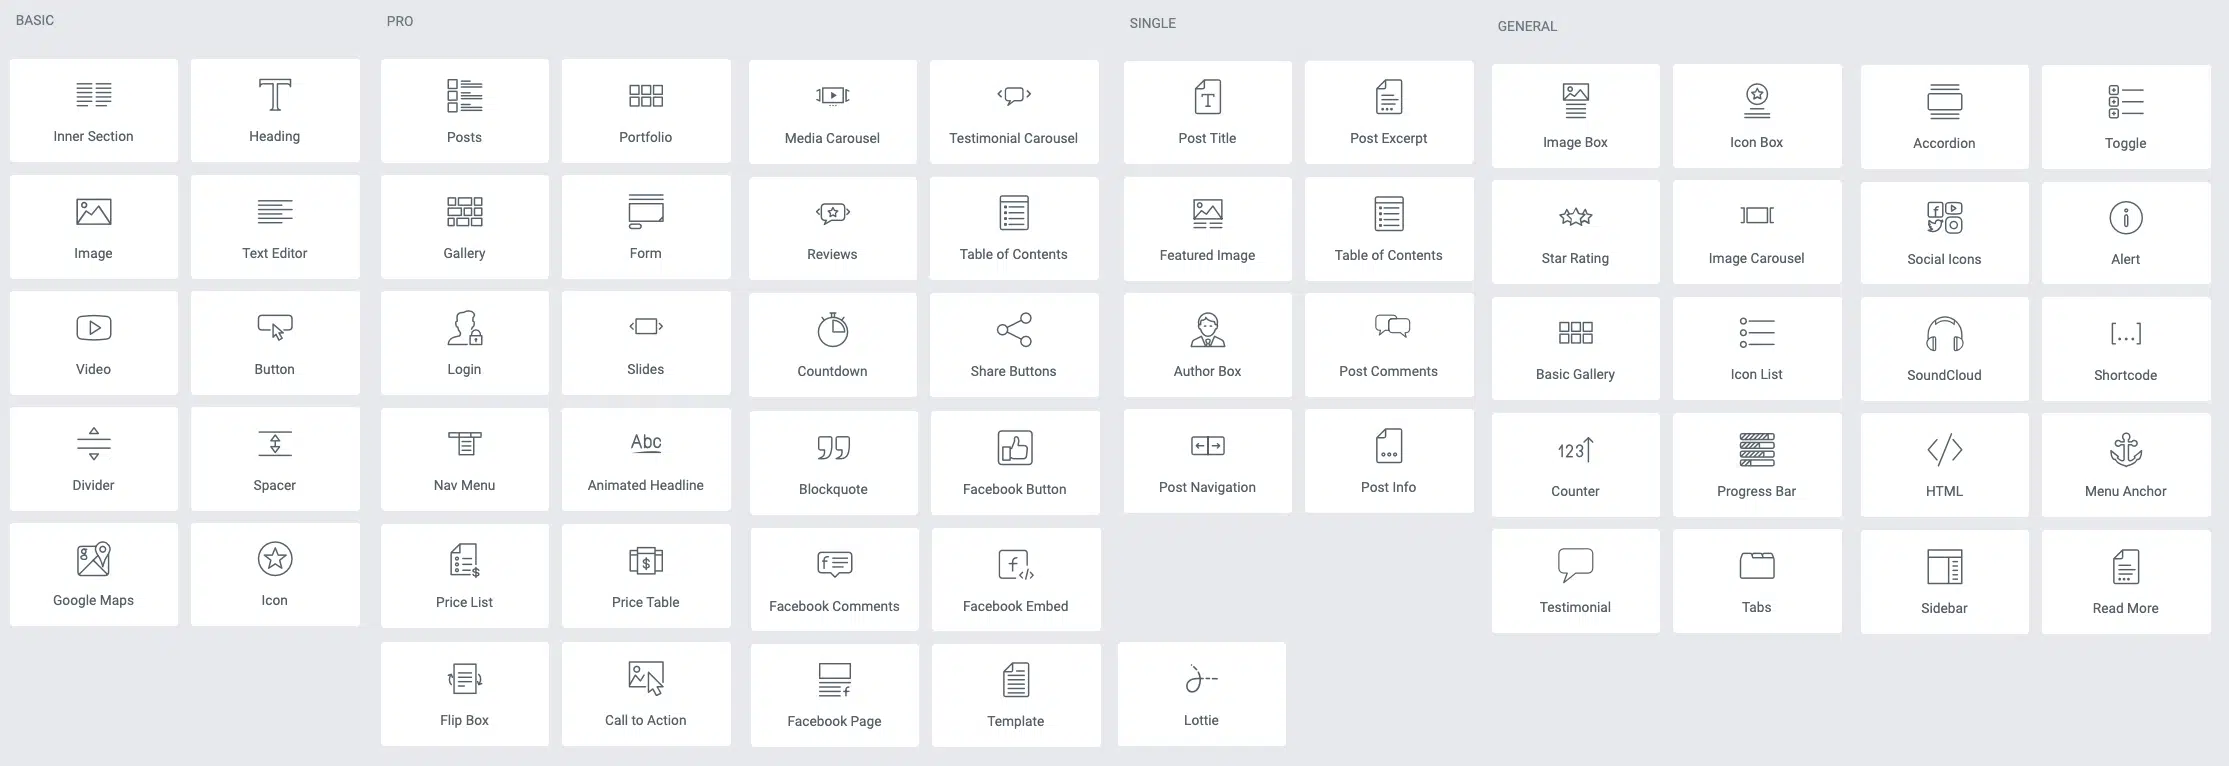 BASIC
Inner Section
Heading
Image
Text Editor
Video
Button
Divider
Spacer
Google Maps
Icon
PRO
Posts
Portfolio
Media Carousel
Testimonial Carousel
Gallery
Form
Reviews
Table of Contents
Login
Slides
Countdown
Share Buttons
Nav Menu
Abc
Animated Headline
Blockquote
Facebook Button
Price List
Price Table
Facebook Comments
Facebook Embed
Flip Box
Call to Action
Facebook Page
Template
Lottie
SINGLE
Post Title
Post Excerpt
Featured Image
Table of Contents
Author Box
Post Comments
Post Navigation
Post Info
GENERAL
Image Box
Icon Box
Accordion
Toggle
Star Rating
Image Carousel
Social Icons
Alert
Basic Gallery
Icon List
SoundCloud
[...]
Shortcode
123
Counter
Progress Bar
</>
HTML
Menu Anchor
Testimonial
Tabs
Sidebar
Read More